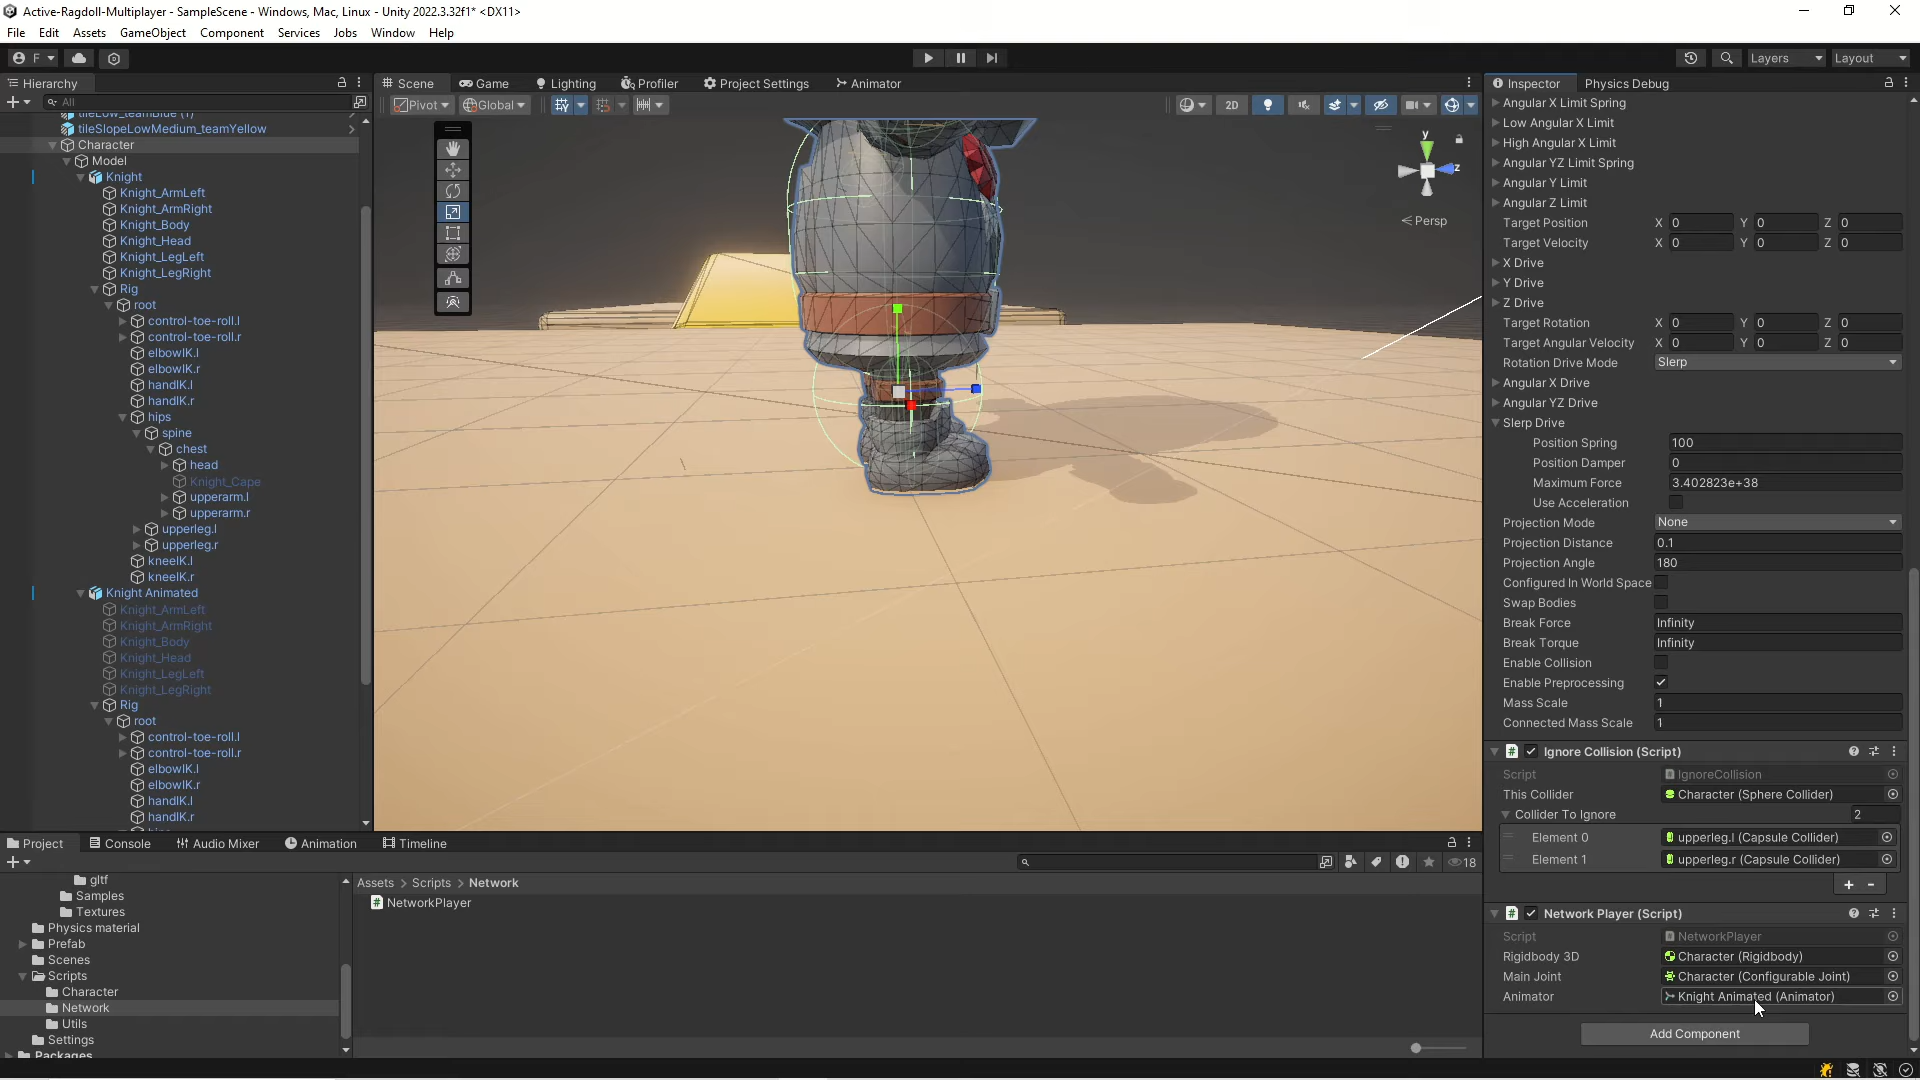 Active-Ragdoll-Multiplayer - SampleScene - Windows, Mac, Linux - Unity 2022.3.32f1* <DX11>
File Edit Assets GameObject Component Services Jobs Window Help
F Layers Layout
Hierarchy
All
tileLow_teamBlue (1)
tileSlopeLowMedium_teamYellow
Character
Model
Knight
Knight_ArmLeft
Knight_ArmRight
Knight_Body
Knight_Head
Knight_LegLeft
Knight_LegRight
Rig
root
control-toe-roll.l
control-toe-roll.r
elbowIK.l
elbowIK.r
handIK.l
handIK.r
hips
spine
chest
head
Knight_Cape
upperarm.l
upperarm.r
upperleg.l
upperleg.r
kneeIK.l
kneeIK.r
Knight Animated
Knight_ArmLeft
Knight_ArmRight
Knight_Body
Knight_Head
Knight_LegLeft
Knight_LegRight
Rig
root
control-toe-roll.l
control-toe-roll.r
elbowIK.l
elbowIK.r
handIK.l
handIK.r
Scene Game Lighting Profiler Project Settings Animator
Pivot Global 2D
y
z
Persp
Inspector Physics Debug
Angular X Limit Spring
Low Angular X Limit
High Angular X Limit
Angular YZ Limit Spring
Angular Y Limit
Angular Z Limit
Target Position X 0 Y 0 Z 0
Target Velocity X 0 Y 0 Z 0
X Drive
Y Drive
Z Drive
Target Rotation X 0 Y 0 Z 0
Target Angular Velocity X 0 Y 0 Z 0
Rotation Drive Mode Slerp
Angular X Drive
Angular YZ Drive
Slerp Drive
Position Spring 100
Position Damper 0
Maximum Force 3.402823e+38
Use Acceleration
Projection Mode None
Projection Distance 0.1
Projection Angle 180
Configured In World Space
Swap Bodies
Break Force Infinity
Break Torque Infinity
Enable Collision
Enable Preprocessing
Mass Scale 1
Connected Mass Scale 1
# Ignore Collision (Script)
Script IgnoreCollision
This Collider Character (Sphere Collider)
Collider To Ignore 2
Element 0 upperleg.l (Capsule Collider)
Element 1 upperleg.r (Capsule Collider)
+ -
# Network Player (Script)
Script NetworkPlayer
Rigidbody 3D Character (Rigidbody)
Main Joint Character (Configurable Joint)
Animator Knight Animated (Animator)
Add Component
Project Console Audio Mixer Animation Timeline
18
gltf
Samples
Textures
Physics material
Prefab
Scenes
Scripts
Character
Network
Utils
Settings
Packages
Assets > Scripts > Network
# NetworkPlayer